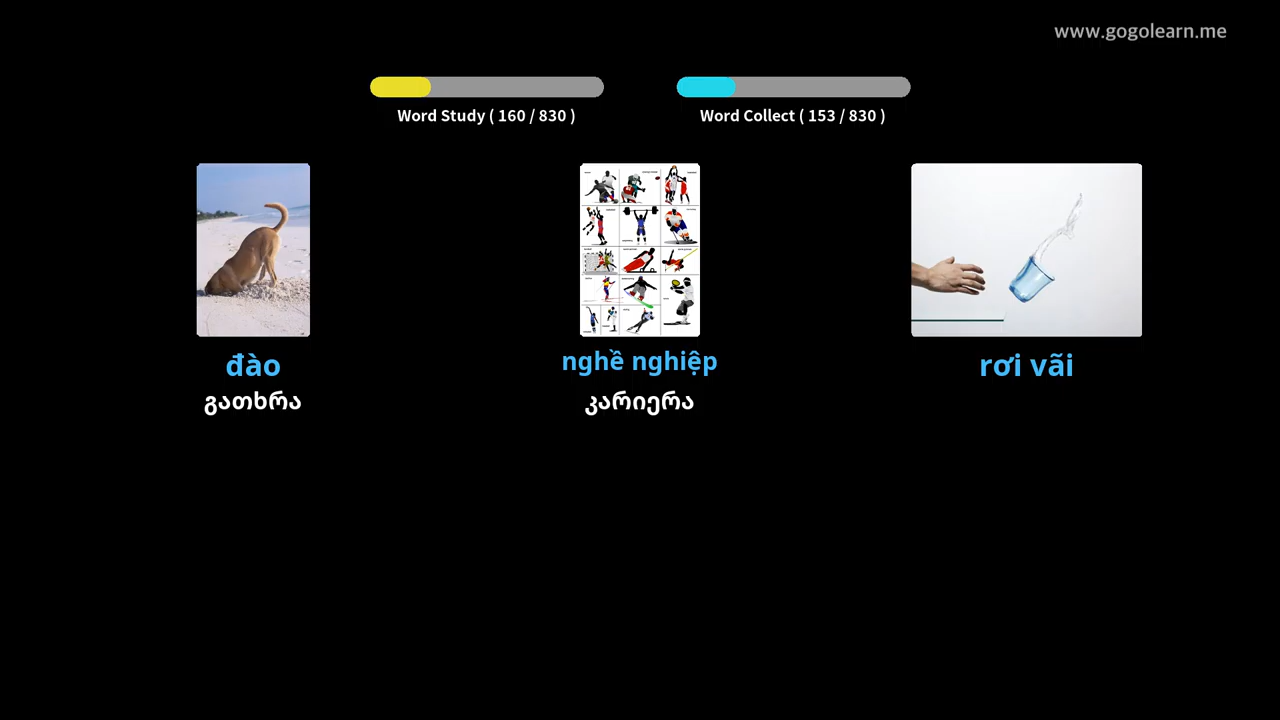 www.gogolearn.me
Word Study ( 160 / 830 )
Word Collect ( 153 / 830 )
đào
nghề nghiệp
rơi vãi
გათხრა
კარიერა